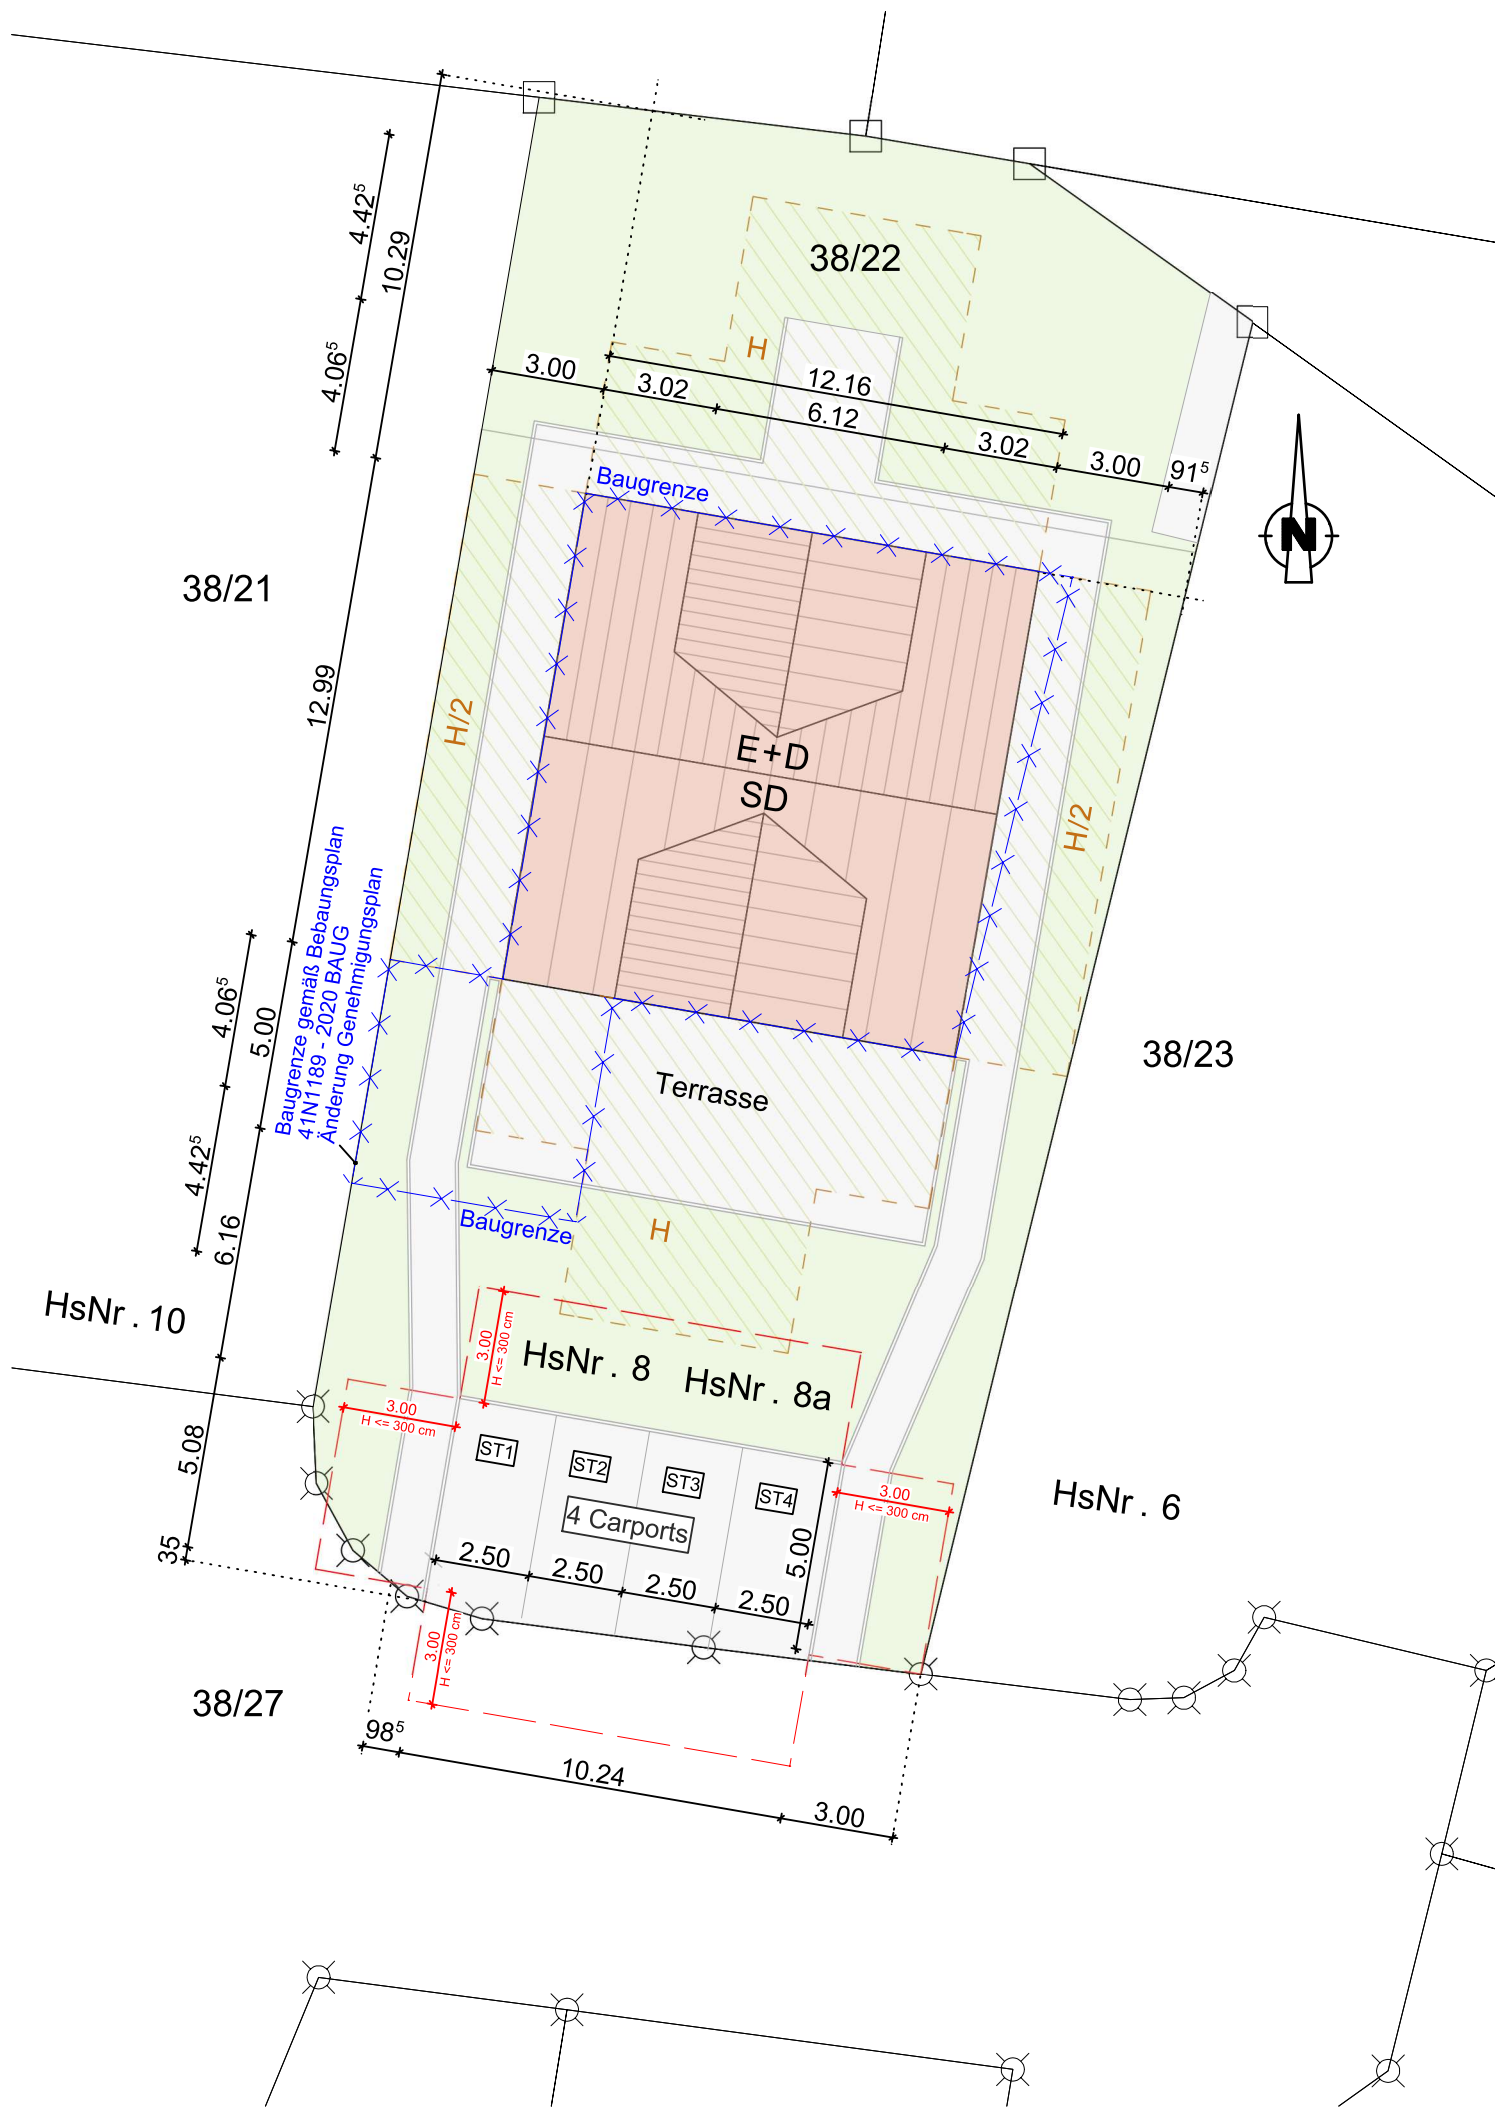 38/22
4.42⁵
10.29
4.06⁵
H
3.00
3.02
12.16
6.12
3.02
3.00
91⁵
Baugrenze
N
38/21
12.99
H/2
E+D
SD
H/2
Baugrenze gemäß Bebaungsplan
41N1189 - 2020 BAUG
Änderung Genehmigungsplan
4.06⁵
5.00
38/23
Terrasse
4.42⁵
6.16
Baugrenze
H
HsNr . 10
3.00
H <= 300 cm
HsNr . 8
HsNr . 8a
3.00
H <= 300 cm
5.08
ST1
ST2
ST3
ST4
3.00
H <= 300 cm
HsNr . 6
4 Carports
35
2.50
2.50
2.50
2.50
5.00
3.00
H <= 300 cm
38/27
98⁵
10.24
3.00